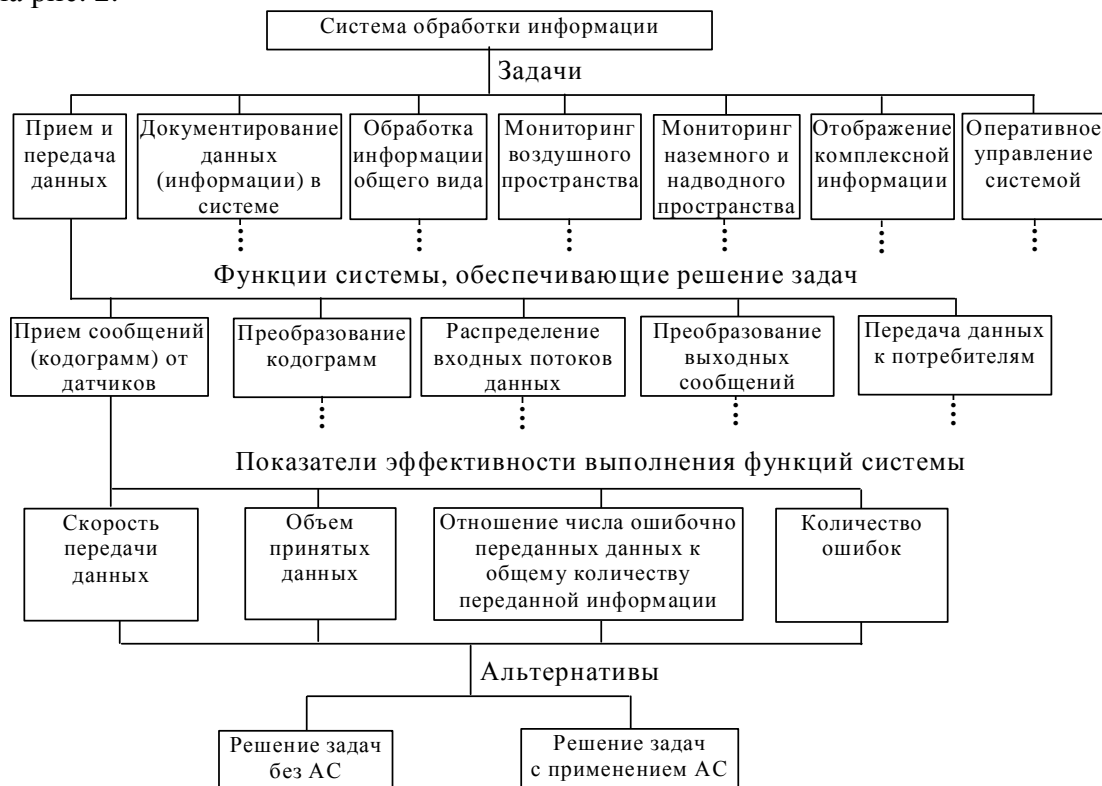 на рис. 2.
Система обработки информации
Задачи
Прием и
передача
данных
Документирование
данных
(информации) в
системе
Обработка
информации
общего вида
Мониторинг
воздушного
пространства
Мониторинг
наземного и
надводного
пространства
Отображение
комплексной
информации
Оперативное
управление
системой
Функции системы, обеспечивающие решение задач
Прием сообщений
(кодограмм) от
датчиков
Преобразование
кодограмм
Распределение
входных потоков
данных
Преобразование
выходных
сообщений
Передача данных
к потребителям
Показатели эффективности выполнения функций системы
Скорость
передачи
данных
Объем
принятых
данных
Отношение числа ошибочно
переданных данных к
общему количеству
переданной информации
Количество
ошибок
Альтернативы
Решение задач
без АС
Решение задач
с применением АС